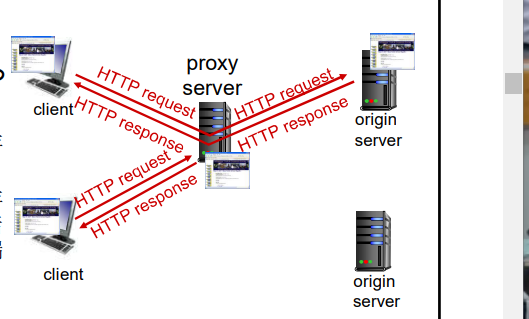 proxy
server
HTTP request
HTTP request
client
HTTP response
HTTP response
origin
server
HTTP request
HTTP response
client
origin
server